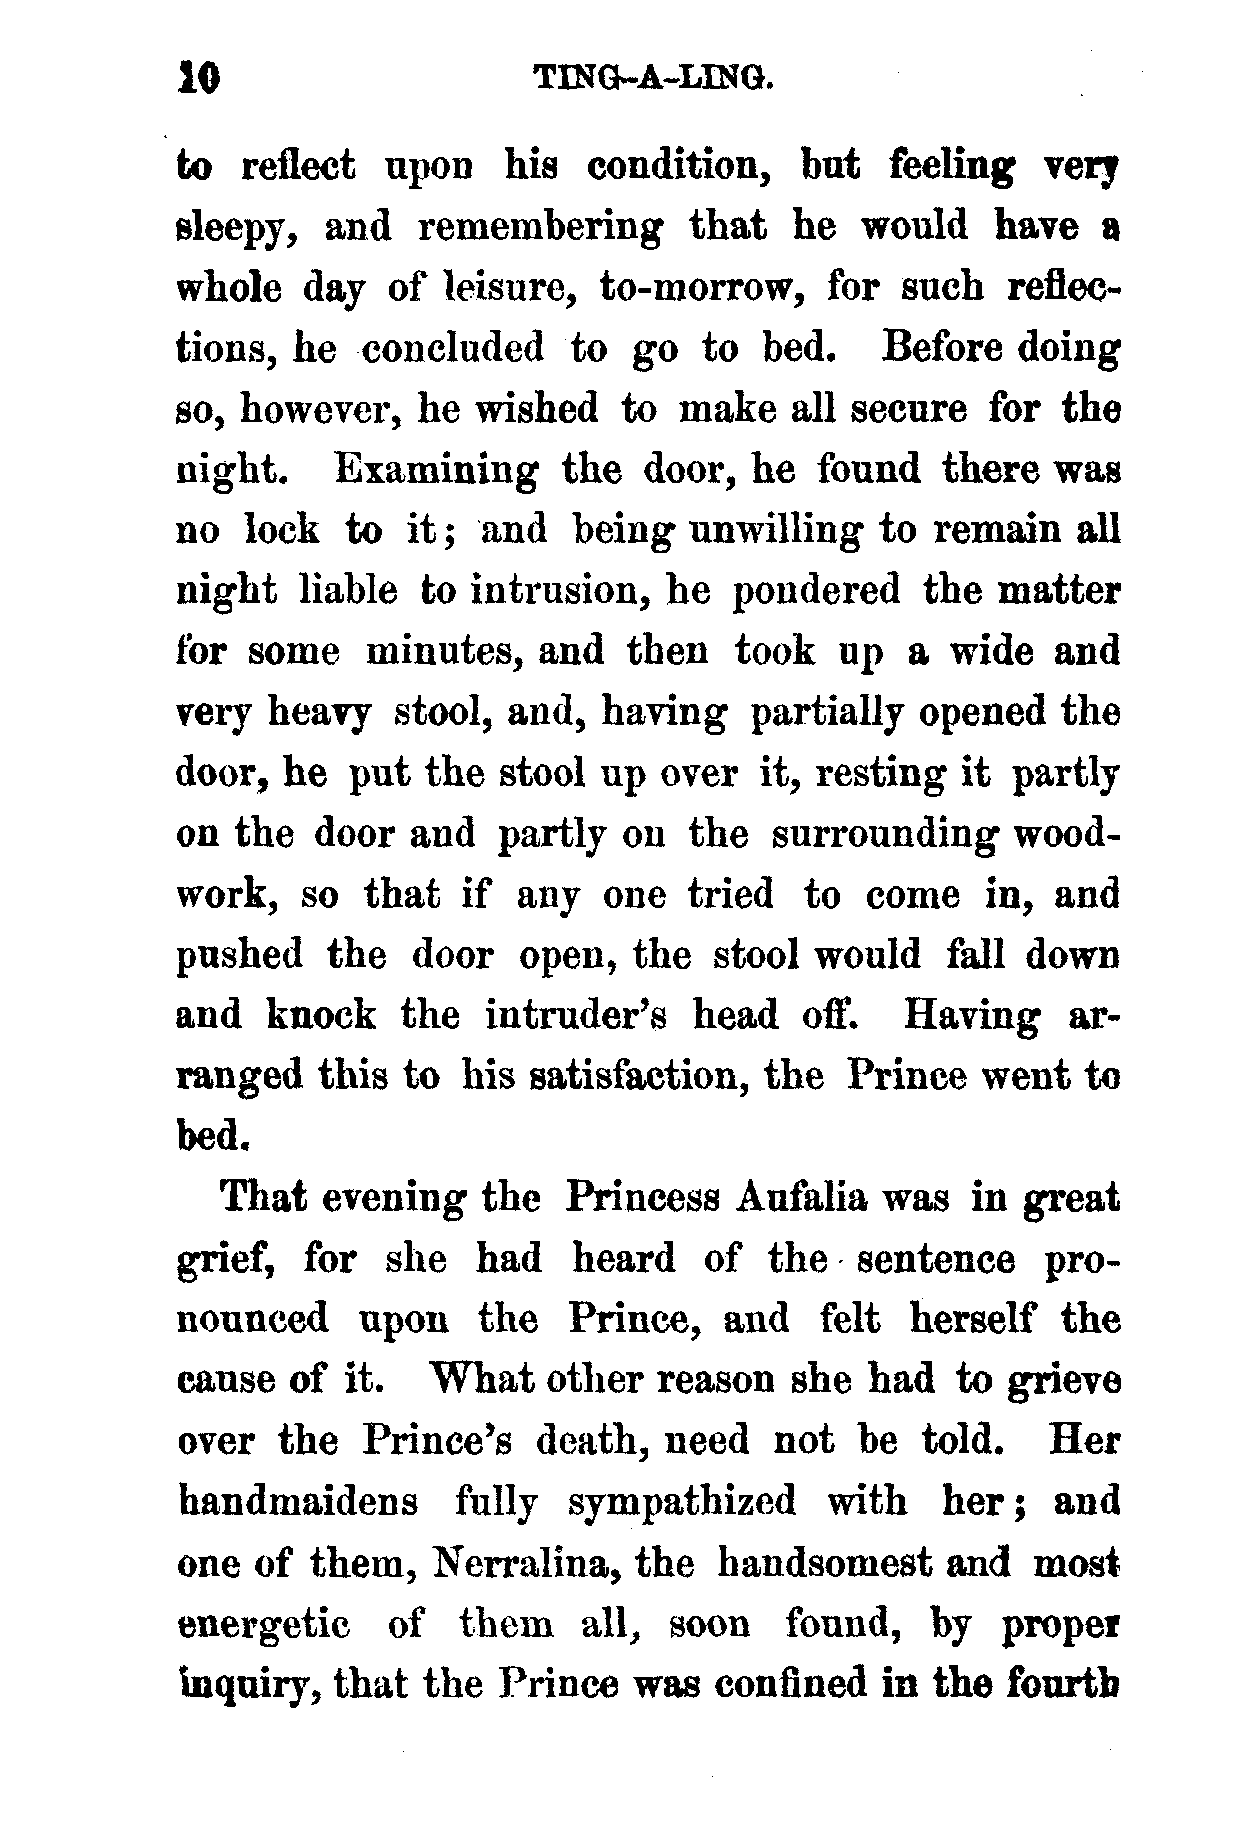 10 TING-A-LING.
to reflect upon his condition, but feeling very
sleepy, and remembering that he would have a
whole day of leisure, to-morrow, for such reflec-
tions, he concluded to go to bed. Before doing
so, however, he wished to make all secure for the
night. Examining the door, he found there was
no lock to it; and being unwilling to remain all
night liable to intrusion, he pondered the matter
for some minutes, and then took up a wide and
very heavy stool, and, having partially opened the
door, he put the stool up over it, resting it partly
on the door and partly on the surrounding wood-
work, so that if any one tried to come in, and
pushed the door open, the stool would fall down
and knock the intruder's head off. Having ar-
ranged this to his satisfaction, the Prince went to
bed.
That evening the Princess Aufalia was in great
grief, for she had heard of the sentence pro-
nounced upon the Prince, and felt herself the
cause of it. What other reason she had to grieve
over the Prince's death, need not be told. Her
handmaidens fully sympathized with her; and
one of them, Nerralina, the handsomest and most
energetic of them all, soon found, by proper
inquiry, that the Prince was confined in the fourth